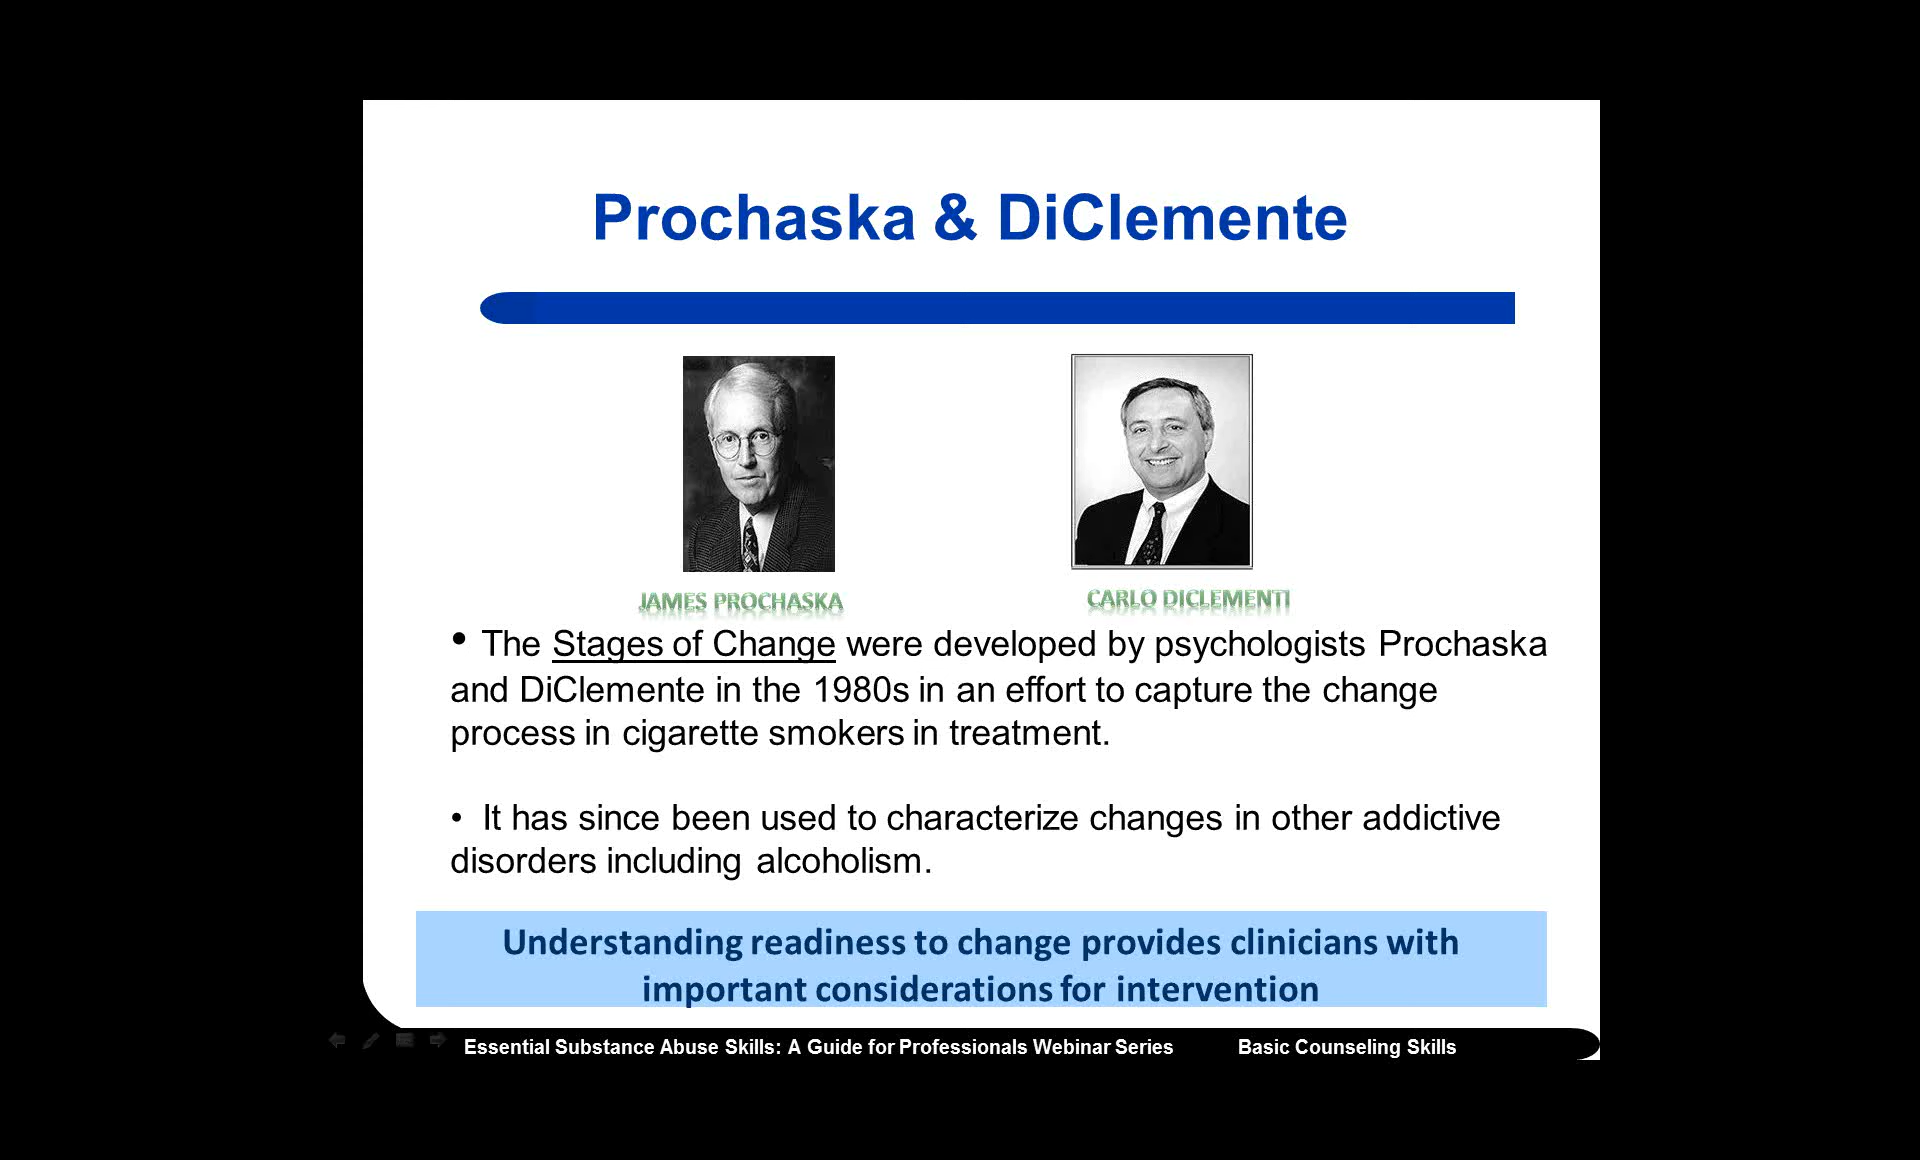 Prochaska & DiClemente
JAMES PROCHASKA
CARLO DICLEMENTI
• The Stages of Change were developed by psychologists Prochaska
and DiClemente in the 1980s in an effort to capture the change
process in cigarette smokers in treatment.
• It has since been used to characterize changes in other addictive
disorders including alcoholism.
Understanding readiness to change provides clinicians with
important considerations for intervention
Essential Substance Abuse Skills: A Guide for Professionals Webinar Series
Basic Counseling Skills